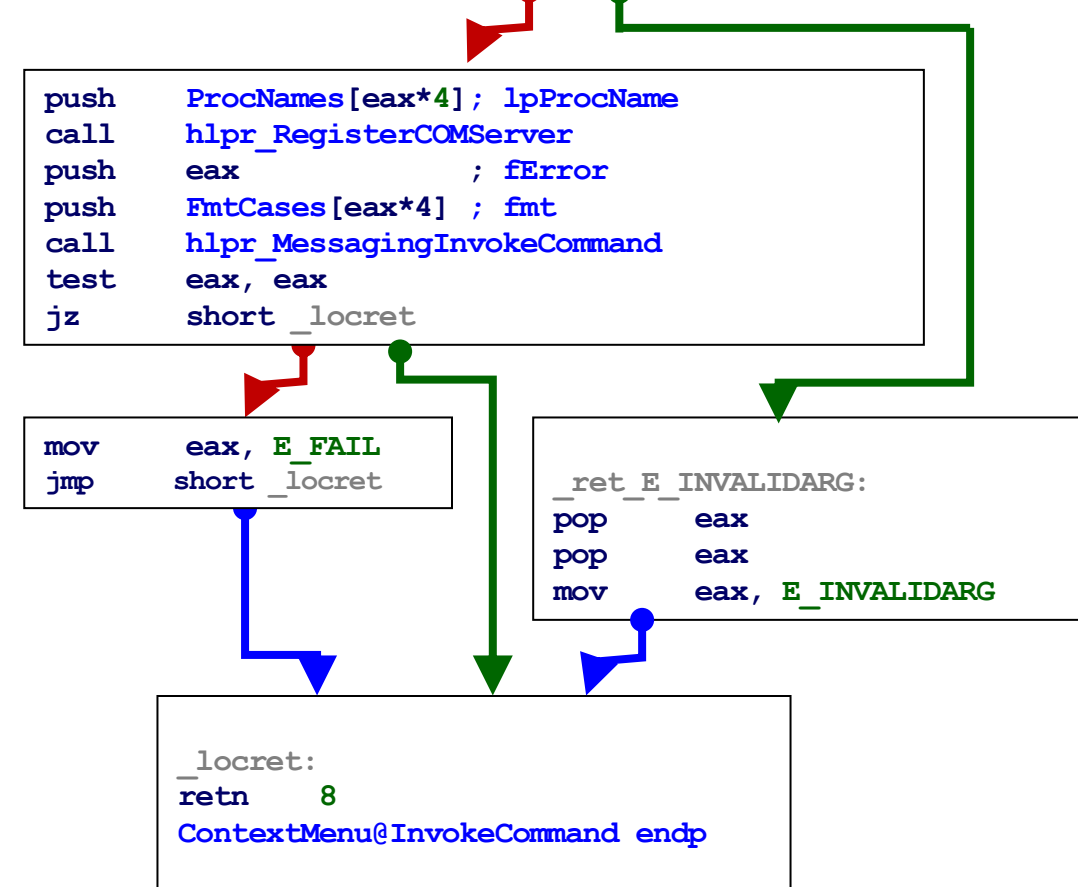 push ProcNames[eax*4]; lpProcName
call hlpr_RegisterCOMServer
push eax ; fError
push FmtCases[eax*4] ; fmt
call hlpr_MessagingInvokeCommand
test eax, eax
jz short _locret
mov eax, E_FAIL
jmp short _locret
_ret_E_INVALIDARG:
pop eax
pop eax
mov eax, E_INVALIDARG
_locret:
retn 8
ContextMenu@InvokeCommand endp